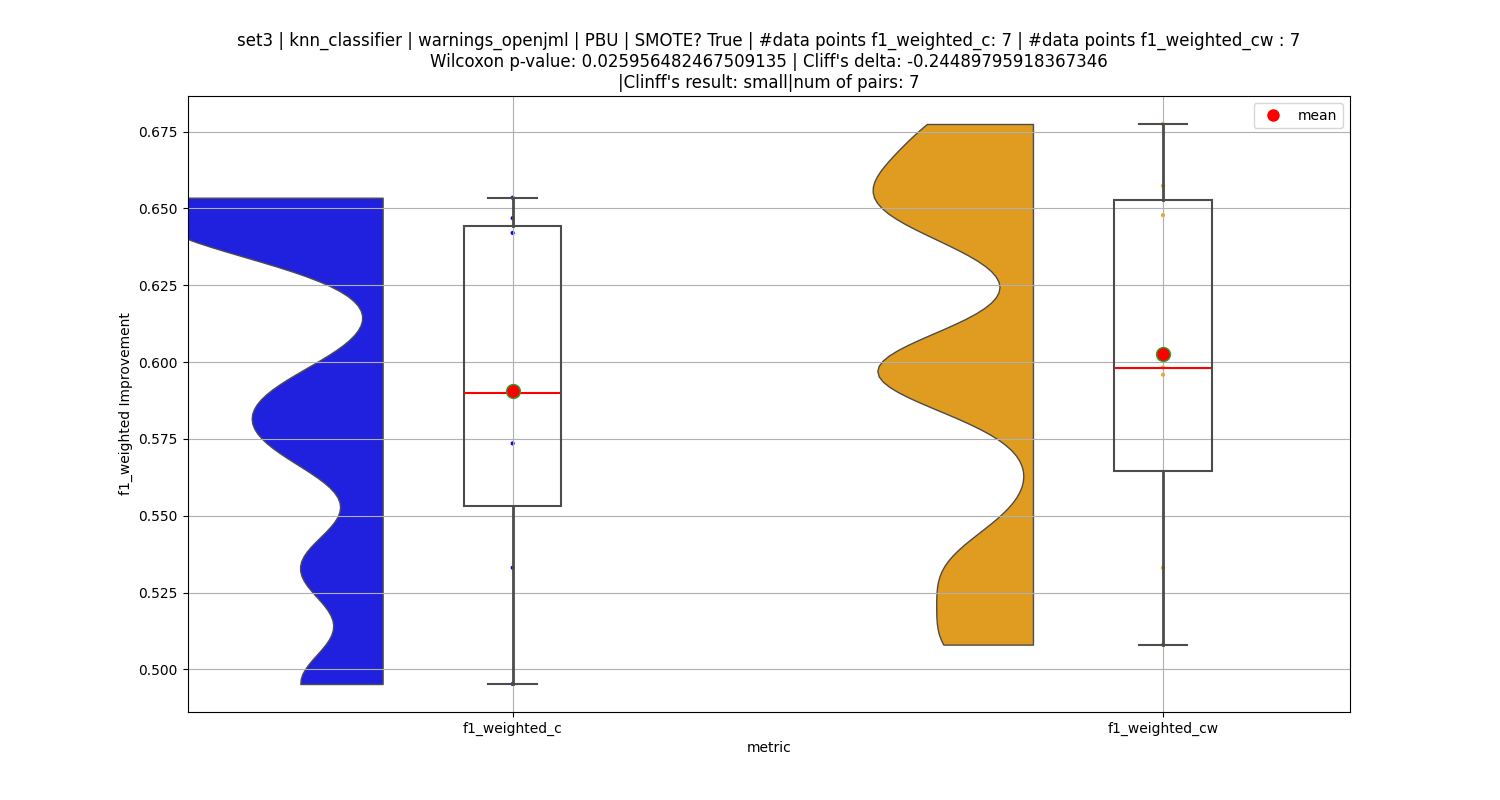 set3 | knn_classifier | warnings_openjml | PBU | SMOTE? True | #data points f1_weighted_c: 7 | #data points f1_weighted_cw : 7
Wilcoxon p-value: 0.025956482467509135 | Cliff's delta: -0.24489795918367346
|Clinff's result: small|num of pairs: 7
mean
0.675
0.650
0.625
0.600
0.575
0.550
0.525
0.500
f1_weighted Improvement
f1_weighted_c
f1_weighted_cw
metric